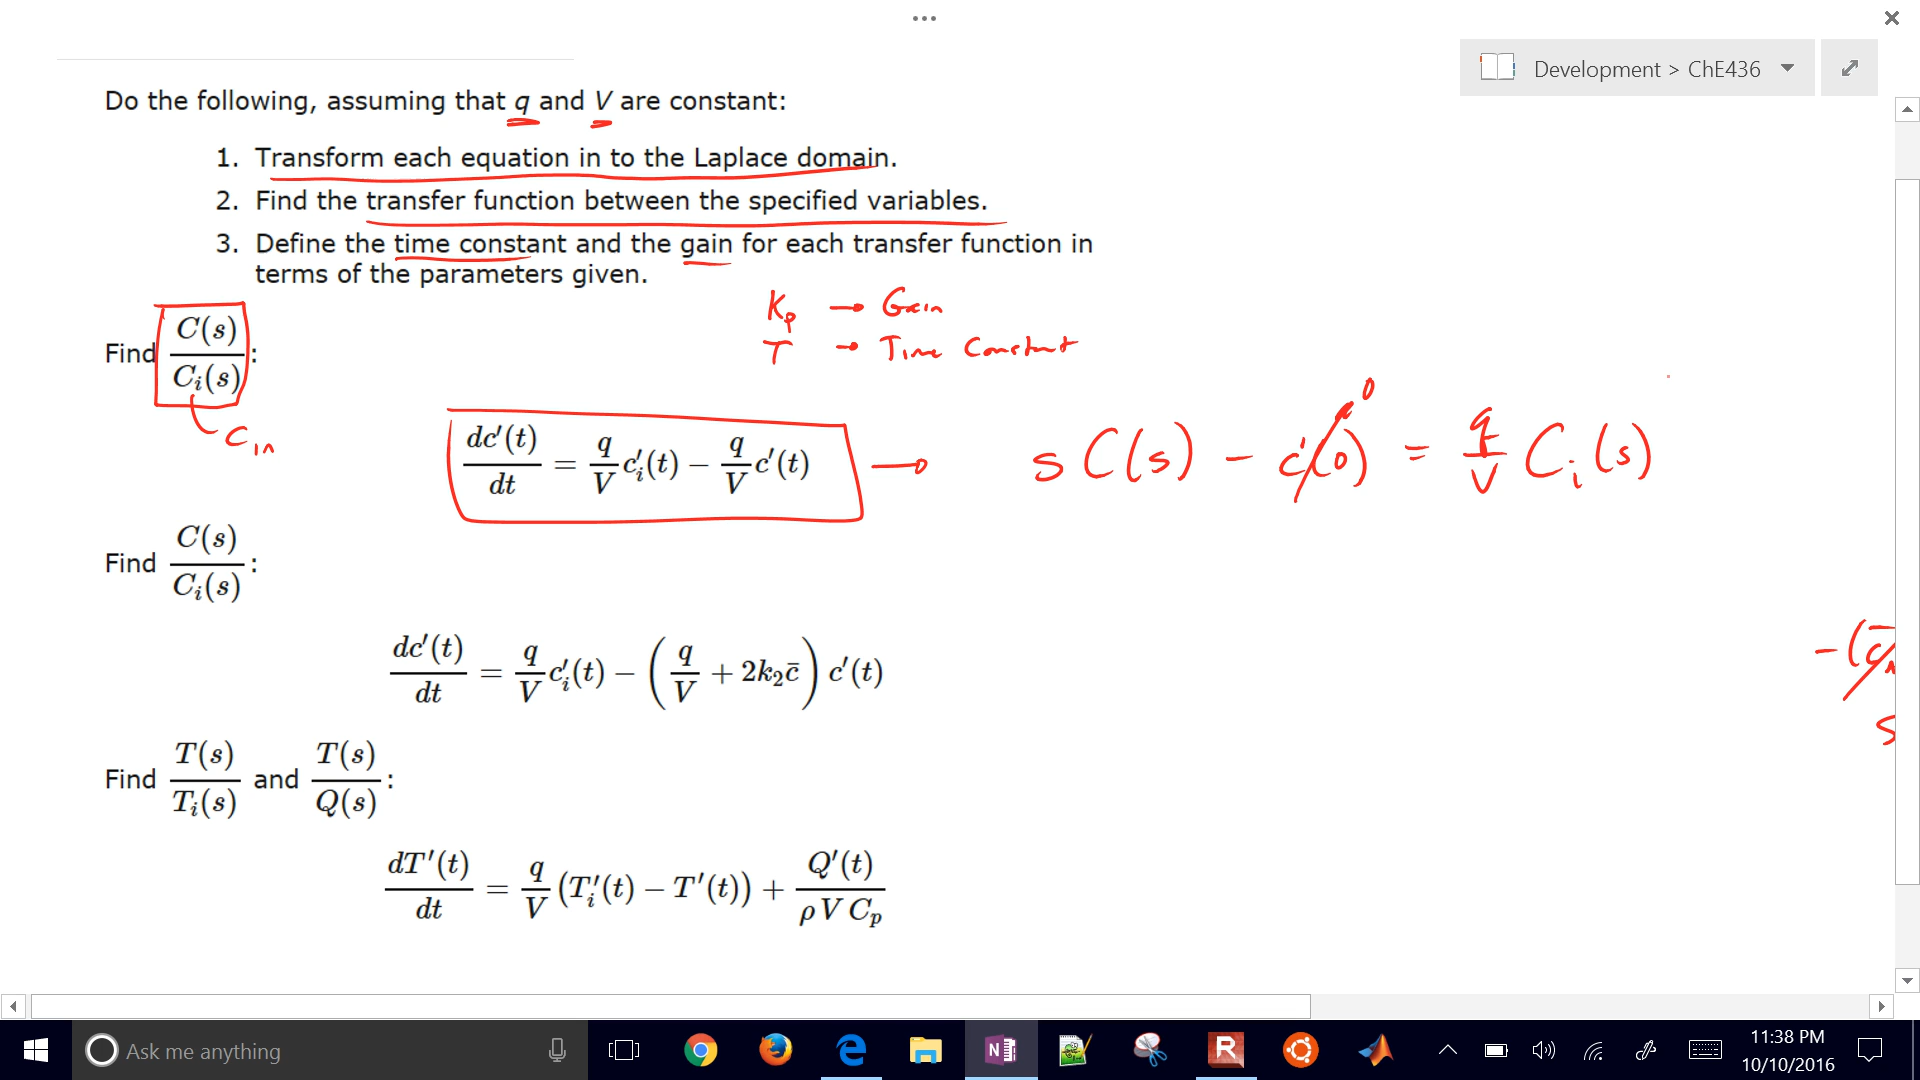 Development > ChE436
Do the following, assuming that q and V are constant:
1. Transform each equation in to the Laplace domain.
2. Find the transfer function between the specified variables.
3. Define the time constant and the gain for each transfer function in
terms of the parameters given.
Kp → Gain
τ → Time Constant
Find C(s)/Ci(s):
Cin
dc′(t)/dt = q/V c′i(t) − q/V c′(t) → s C(s) − c′(0) = q/V Ci(s)
0
Find C(s)/Ci(s):
dc′(t)/dt = q/V c′i(t) − (q/V + 2k₂c̄) c′(t)
Find T(s)/Ti(s) and T(s)/Q(s):
dT′(t)/dt = q/V (T′i(t) − T′(t)) + Q′(t)/(ρ V Cp)
Ask me anything
11:38 PM
10/10/2016